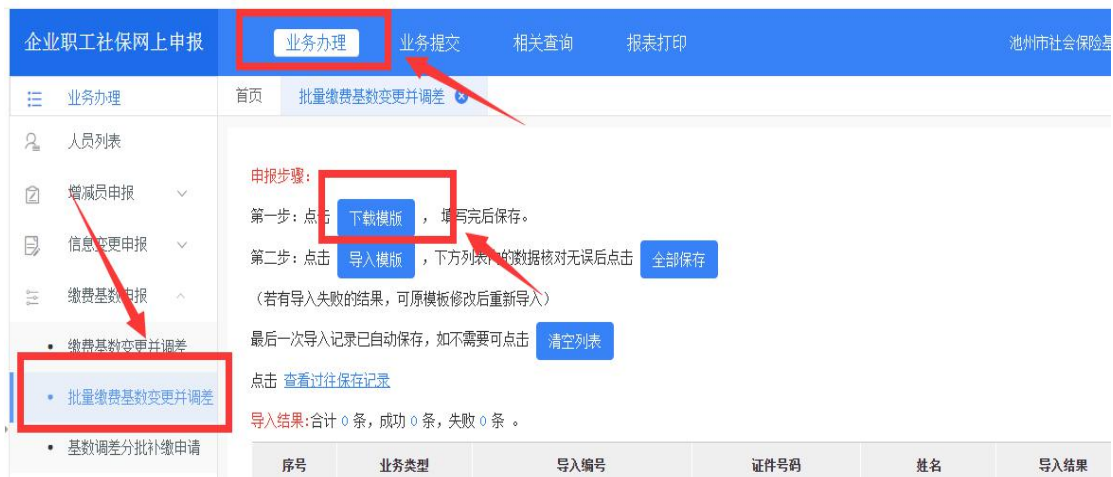 企业职工社保网上申报
业务办理 业务提交 相关查询 报表打印 池州市社会保险基
业务办理
首页 批量缴费基数变更并调差
人员列表
增减员申报
信息变更申报
缴费基数申报
缴费基数变更并调差
批量缴费基数变更并调差
基数调差分批补缴申请
申报步骤：
第一步：点击 下载模版 ，填写完后保存。
第二步：点击 导入模版 ，下方列表内的数据核对无误后点击 全部保存
（若有导入失败的结果，可原模板修改后重新导入）
最后一次导入记录已自动保存，如不需要可点击 清空列表
点击 查看过往保存记录
导入结果:合计 0 条，成功 0 条，失败 0 条 。
序号 业务类型 导入编号 证件号码 姓名 导入结果